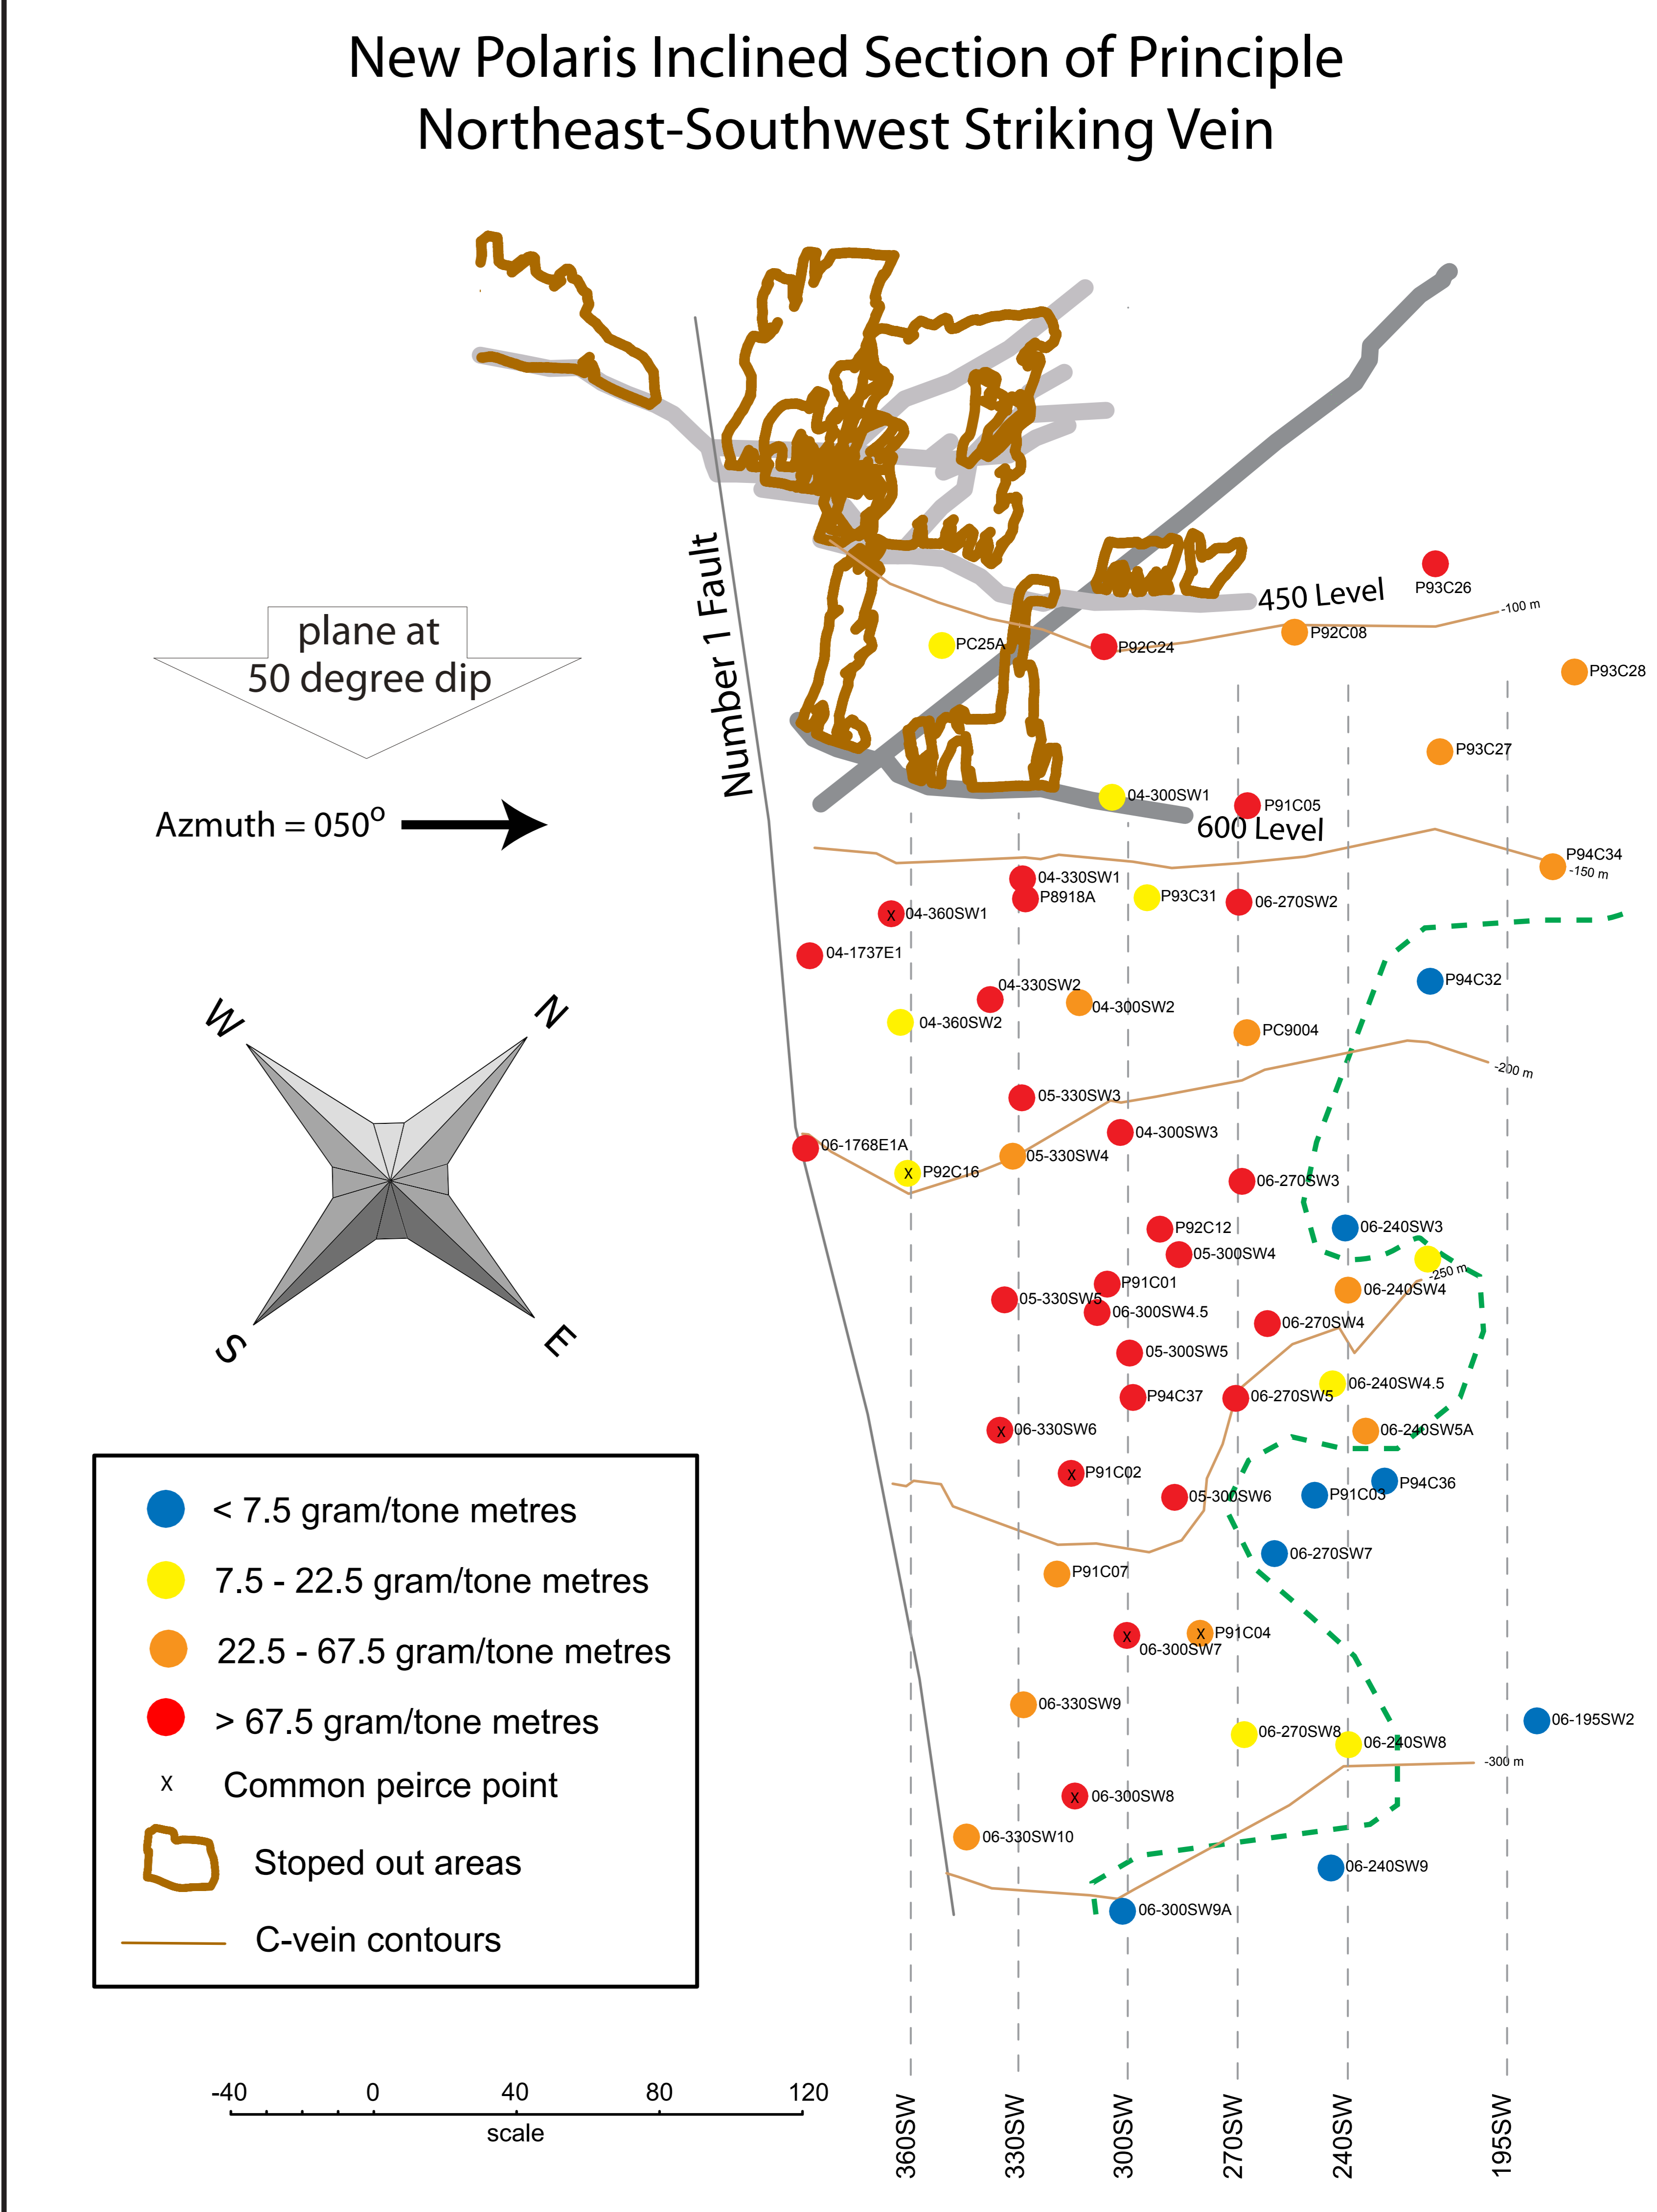 New Polaris Inclined Section of Principle
Northeast-Southwest Striking Vein
Number 1 Fault
plane at
50 degree dip
Azmuth = 050º
W
N
S
E
450 Level
600 Level
P93C26
-100 m
P92C08
PC25A
P92C24
P93C28
P93C27
04-300SW1
P91C05
P94C34
-150 m
04-330SW1
P8918A
P93C31
06-270SW2
04-360SW1
04-1737E1
P94C32
04-330SW2
04-300SW2
04-360SW2
PC9004
-200 m
05-330SW3
04-300SW3
06-1768E1A
05-330SW4
P92C16
06-270SW3
P92C12
06-240SW3
05-300SW4
-250 m
P91C01
06-240SW4
05-330SW5
06-300SW4.5
06-270SW4
05-300SW5
06-240SW4.5
P94C37
06-270SW5
06-330SW6
06-240SW5A
P91C02
P94C36
05-300SW6
P91C03
06-270SW7
P91C07
P91C04
06-300SW7
06-330SW9
06-195SW2
06-270SW8
06-240SW8
-300 m
06-300SW8
06-330SW10
06-240SW9
06-300SW9A
< 7.5 gram/tone metres
7.5 - 22.5 gram/tone metres
22.5 - 67.5 gram/tone metres
> 67.5 gram/tone metres
x Common peirce point
Stoped out areas
C-vein contours
-40 0 40 80 120
scale
360SW
330SW
300SW
270SW
240SW
195SW